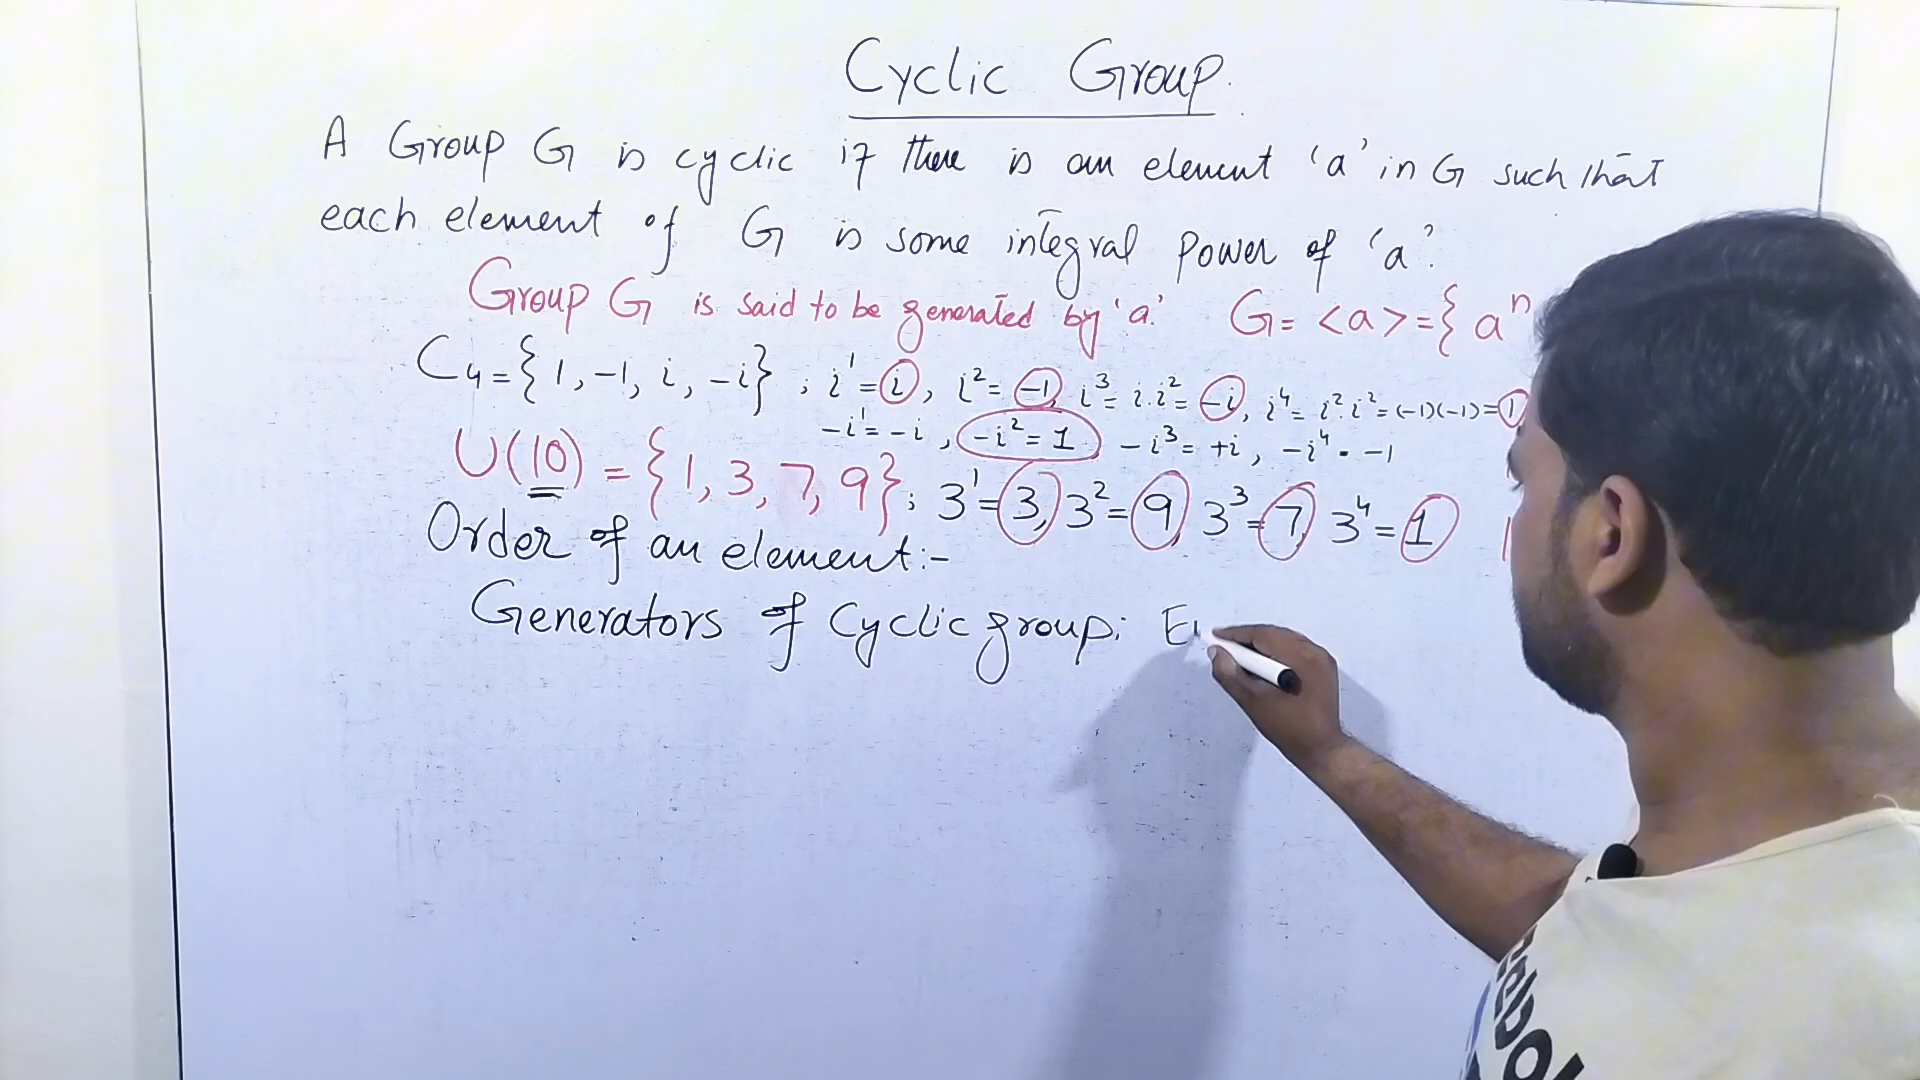 Cyclic Group.
A Group G is cyclic if there is an element 'a' in G such that
each element of G is some integral Power of 'a'.
Group G is said to be generated by 'a'. G = <a> = { aⁿ
C₄ = {1, -1, i, -i} ; i¹ = i, i² = -1, i³ = i.i² = -i, i⁴ = i².i² = (-1)(-1) = 1
-i¹ = -i, -i² = 1 -i³ = +i, -i⁴ = -1
U(10) = {1, 3, 7, 9} ; 3¹ = 3, 3² = 9, 3³ = 7, 3⁴ = 1
Order of an element :-
Generators of Cyclic group: